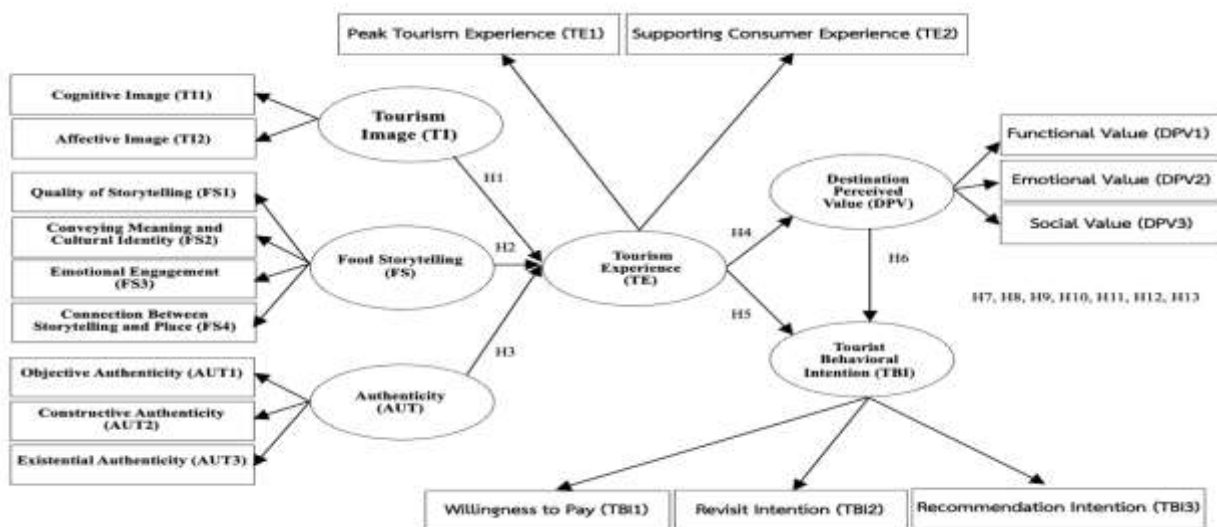 Peak Tourism Experience (TE1)
Supporting Consumer Experience (TE2)
Cognitive Image (TI1)
Affective Image (TI2)
Tourism
Image (TI)
Quality of Storytelling (FS1)
Conveying Meaning and
Cultural Identity (FS2)
Emotional Engagement
(FS3)
Connection Between
Storytelling and Place (FS4)
Food Storytelling
(FS)
Objective Authenticity (AUT1)
Constructive Authenticity
(AUT2)
Existential Authenticity (AUT3)
Authenticity
(AUT)
H1
H2
H3
Tourism
Experience
(TE)
H4
H5
Destination
Perceived
Value (DPV)
H6
Functional Value (DPV1)
Emotional Value (DPV2)
Social Value (DPV3)
H7, H8, H9, H10, H11, H12, H13
Tourist
Behavioral
Intention (TBI)
Willingness to Pay (TBI1)
Revisit Intention (TBI2)
Recommendation Intention (TBI3)